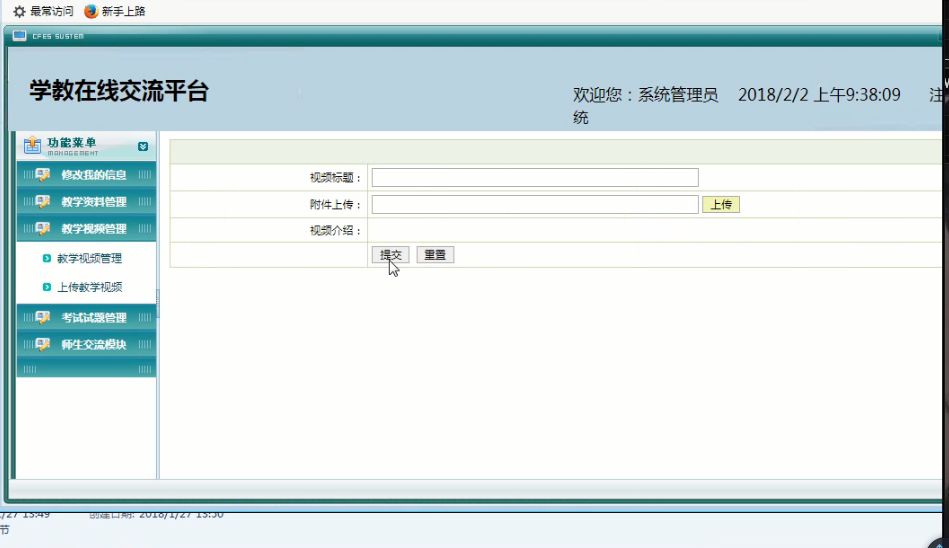 最常访问 新手上路
CFES SUSTEM
学教在线交流平台
欢迎您：系统管理员 2018/2/2 上午9:38:09 注
统
功能菜单
MANAGEMENT
修改我的信息
教学资料管理
教学视频管理
教学视频管理
上传教学视频
考试试题管理
师生交流模块
视频标题：
附件上传： 上传
视频介绍：
提交 重置
/27 13:49 创建日期: 2018/1/27 13:50
节